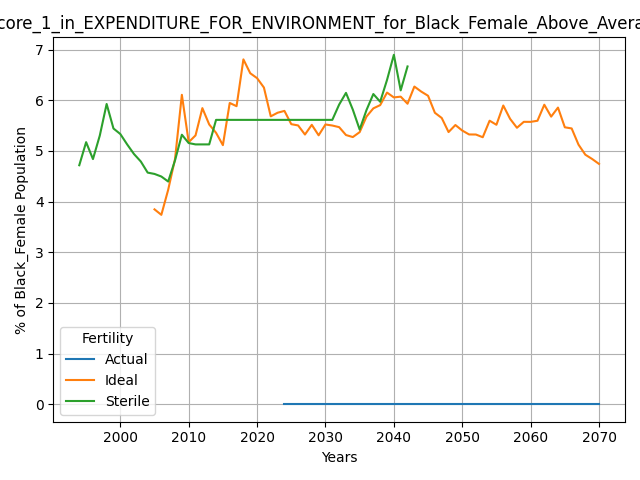 core_1_in_EXPENDITURE_FOR_ENVIRONMENT_for_Black_Female_Above_Avera
7
6
5
4
3
2
1
0
% of Black_Female Population
Fertility
Actual
Ideal
Sterile
2000 2010 2020 2030 2040 2050 2060 2070
Years